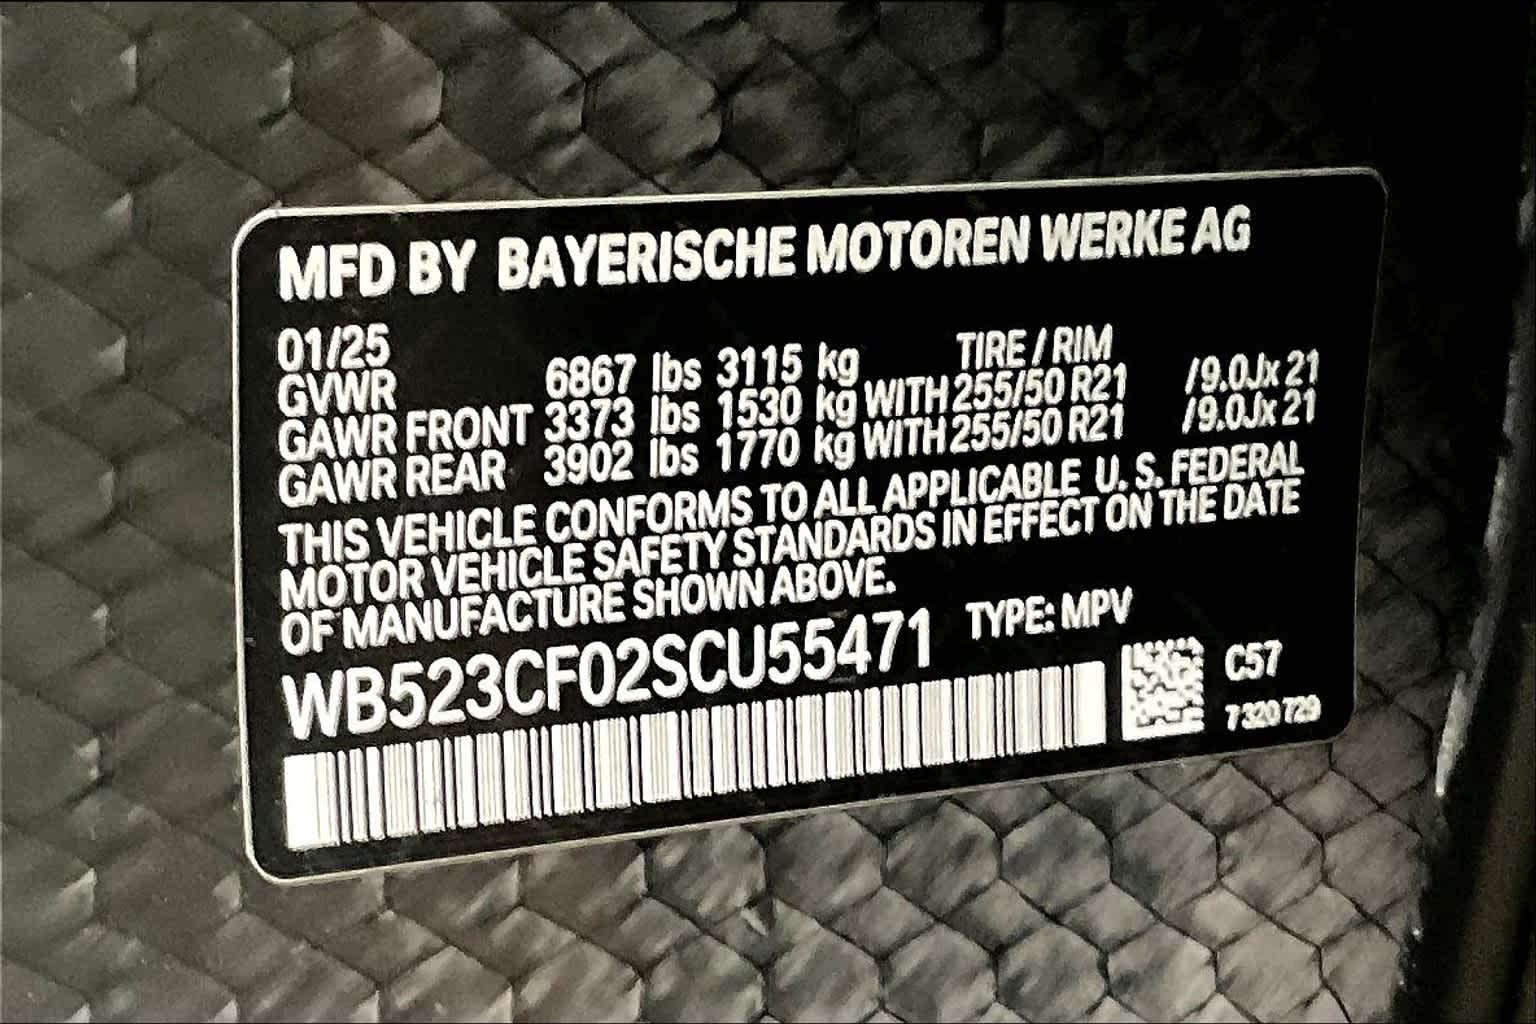 MFD BY BAYERISCHE MOTOREN WERKE AG
01/25 TIRE / RIM
GVWR 6867 lbs 3115 kg
GAWR FRONT 3373 lbs 1530 kg WITH 255/50 R21 /9.0Jx 21
GAWR REAR 3902 lbs 1770 kg WITH 255/50 R21 /9.0Jx 21
THIS VEHICLE CONFORMS TO ALL APPLICABLE U. S. FEDERAL
MOTOR VEHICLE SAFETY STANDARDS IN EFFECT ON THE DATE
OF MANUFACTURE SHOWN ABOVE.
WB523CF02SCU55471 TYPE: MPV
C57
7 320 729